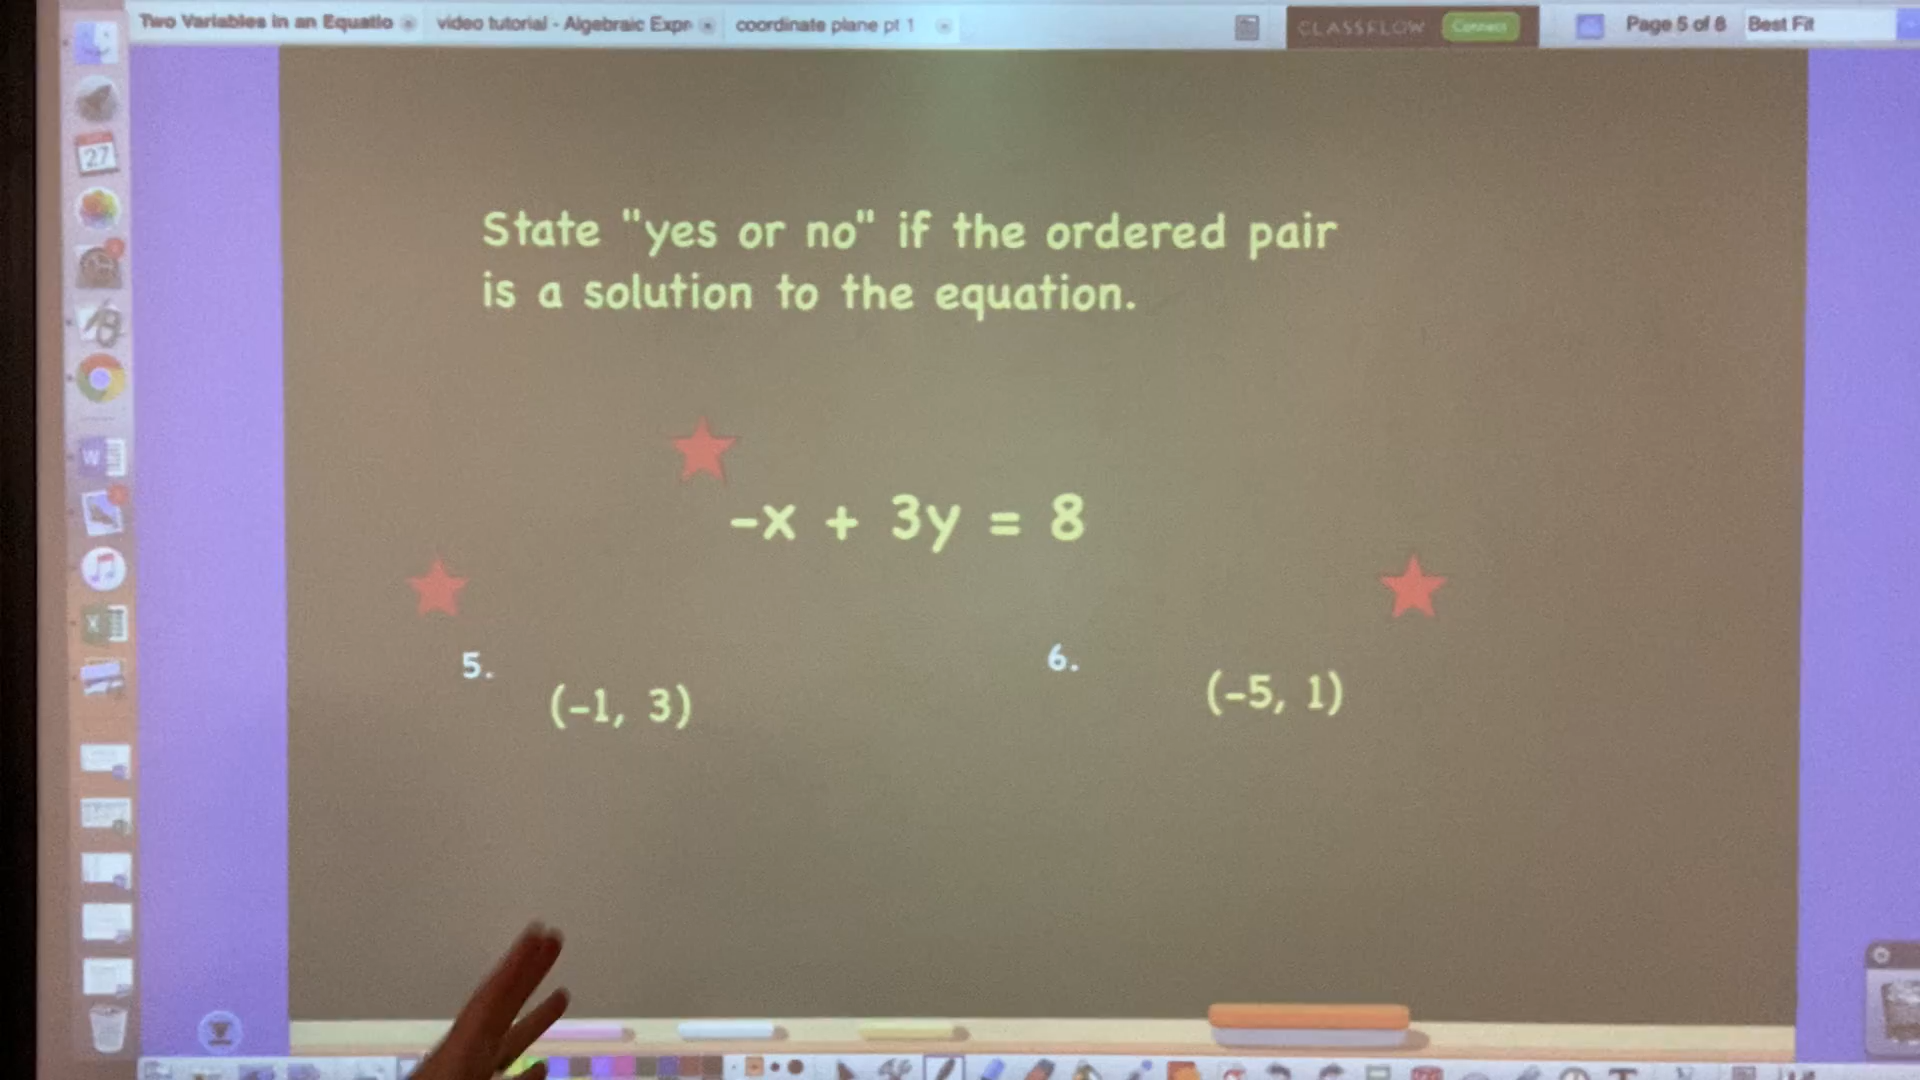 Two Variables in an Equatio video tutorial - Algebraic Expr coordinate plane pt 1 CLASSFLOW Connect Page 5 of 8 Best Fit
27
State "yes or no" if the ordered pair
is a solution to the equation.
-x + 3y = 8
5. 6.
(-1, 3) (-5, 1)